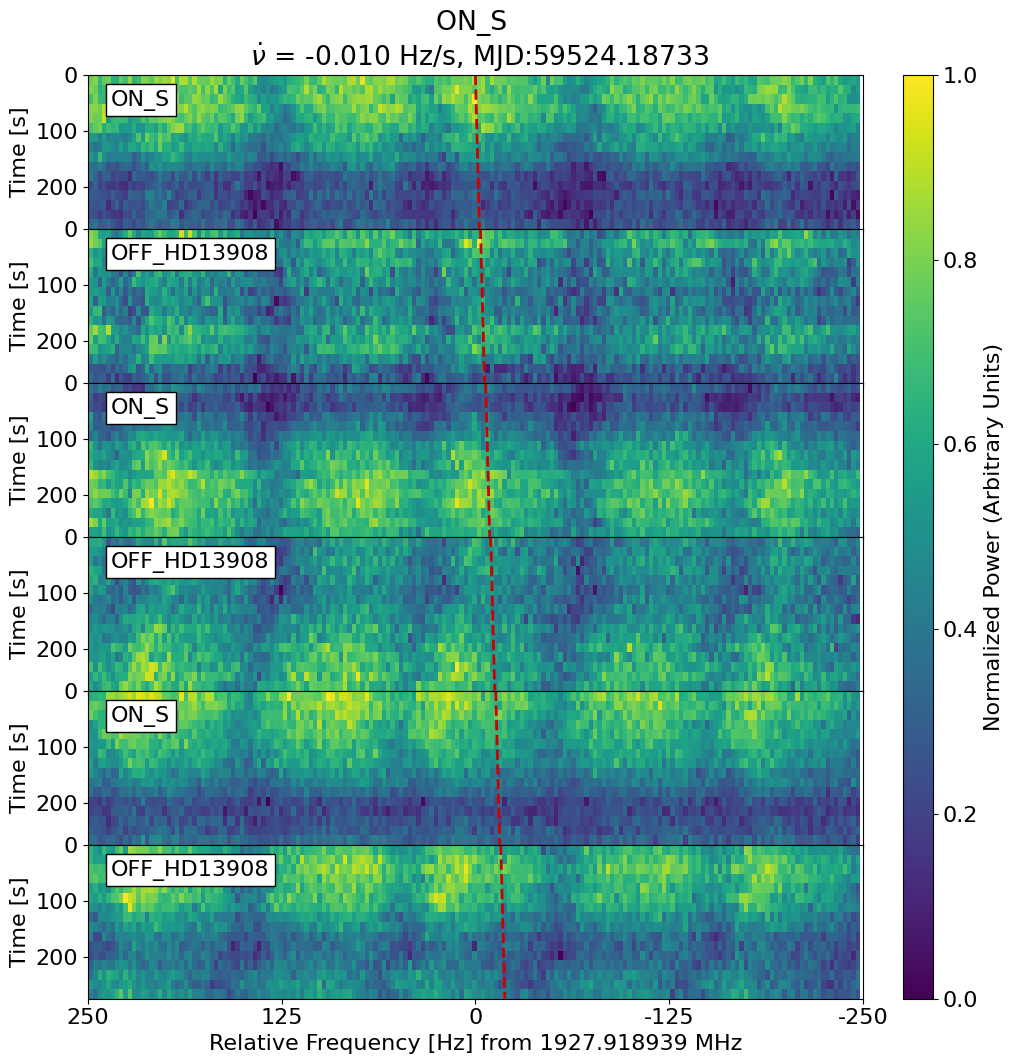 ON_S
ν̇ = -0.010 Hz/s, MJD:59524.18733
0
ON_S
100
200
Time [s]
0
OFF_HD13908
100
200
Time [s]
0
ON_S
100
200
Time [s]
0
OFF_HD13908
100
200
Time [s]
0
ON_S
100
200
Time [s]
0
OFF_HD13908
100
200
Time [s]
250 125 0 -125 -250
Relative Frequency [Hz] from 1927.918939 MHz
1.0
0.8
0.6
0.4
0.2
0.0
Normalized Power (Arbitrary Units)